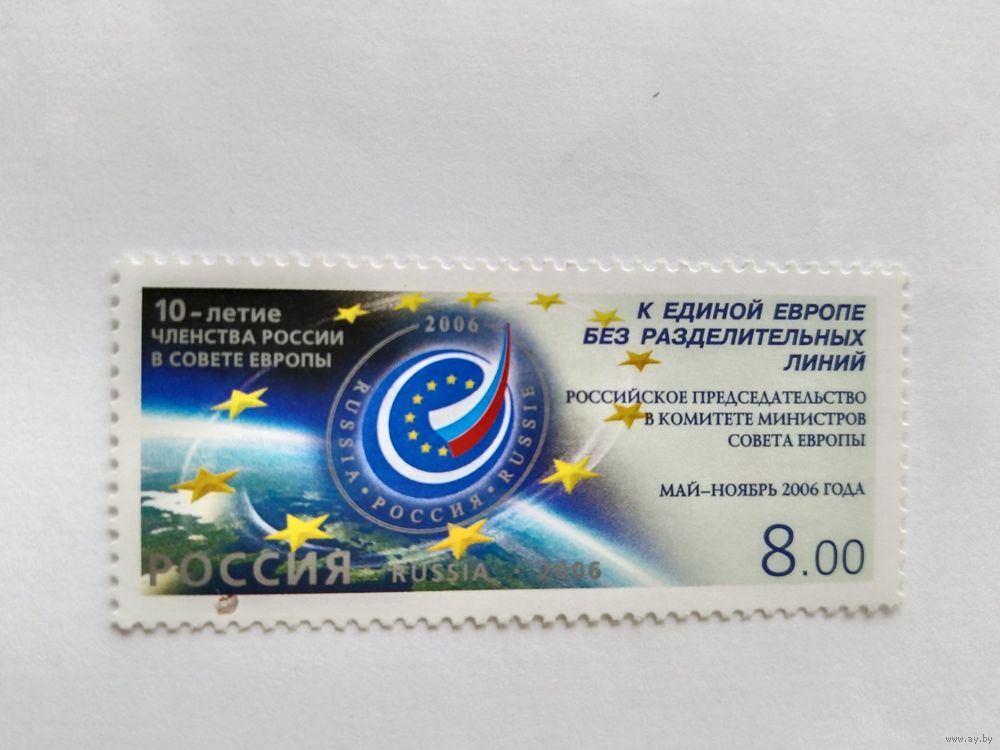 10-летие
ЧЛЕНСТВА РОССИИ
В СОВЕТЕ ЕВРОПЫ
2006
RUSSIA • РОССИЯ • RUSSIE
К ЕДИНОЙ ЕВРОПЕ
БЕЗ РАЗДЕЛИТЕЛЬНЫХ
ЛИНИЙ
РОССИЙСКОЕ ПРЕДСЕДАТЕЛЬСТВО
В КОМИТЕТЕ МИНИСТРОВ
СОВЕТА ЕВРОПЫ
МАЙ–НОЯБРЬ 2006 ГОДА
8.00
РОССИЯ RUSSIA • 2006
www.ay.by